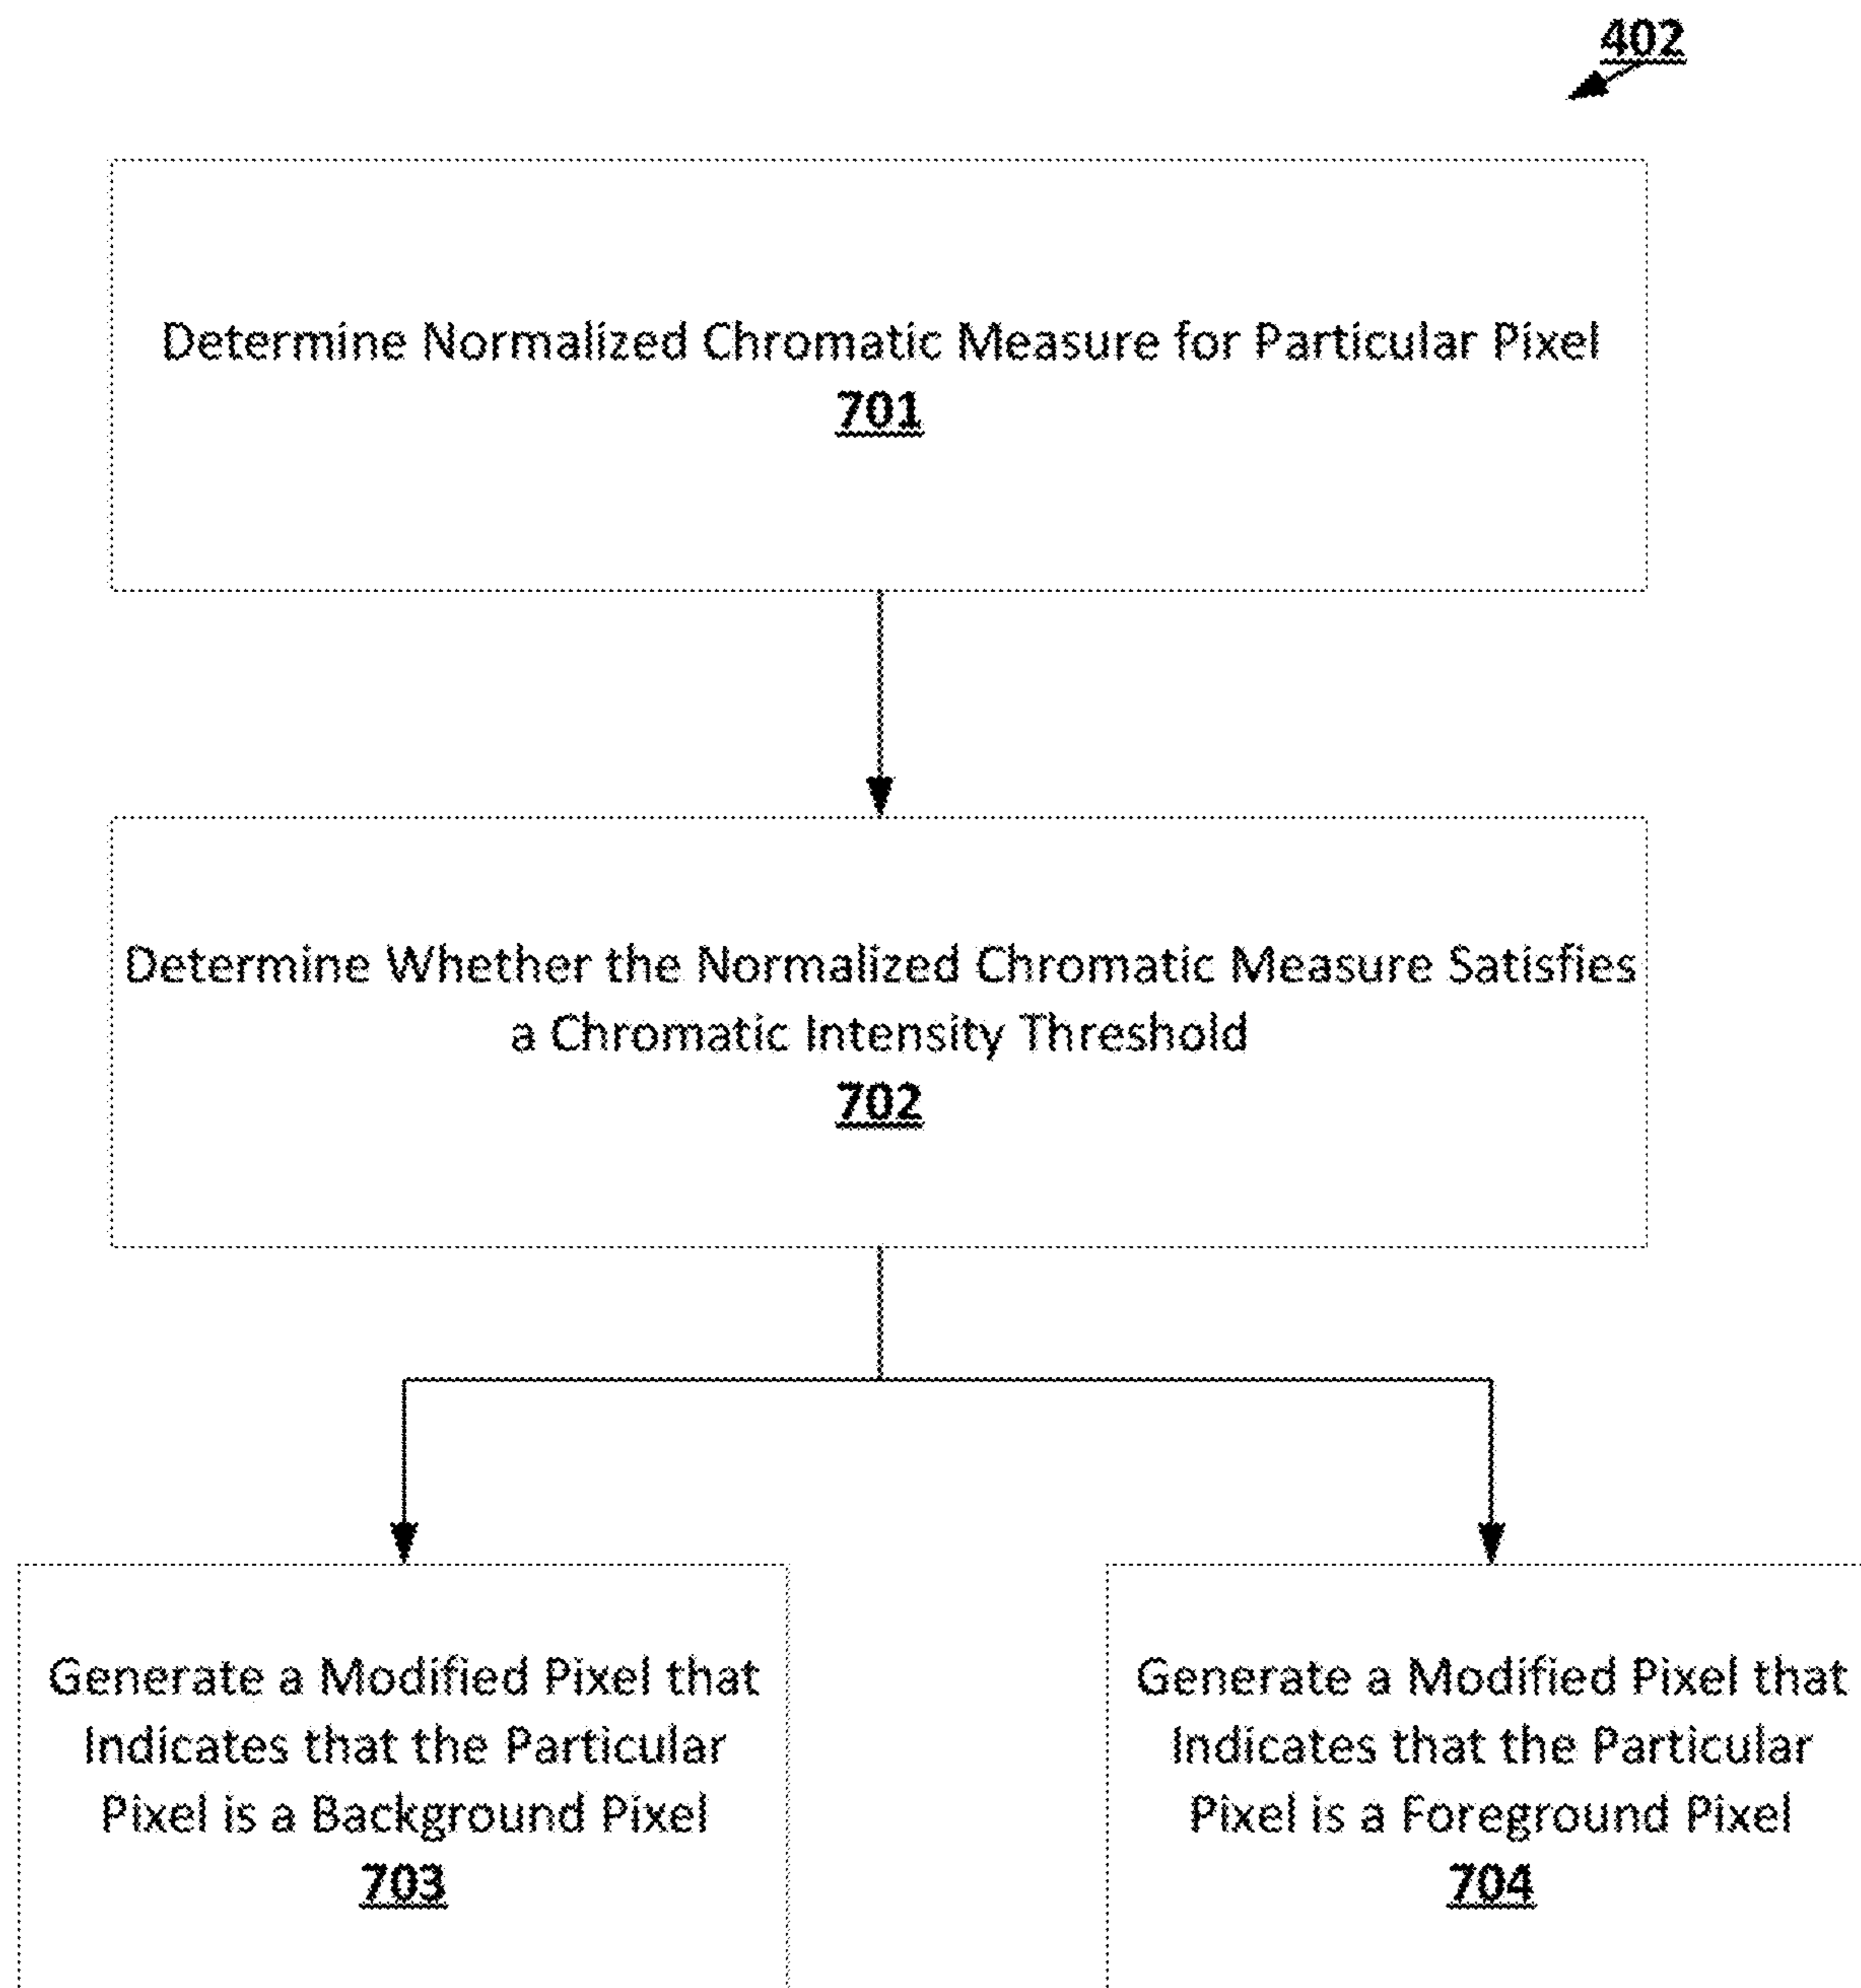 402
Determine Normalized Chromatic Measure for Particular Pixel
701
Determine Whether the Normalized Chromatic Measure Satisfies
a Chromatic Intensity Threshold
702
Generate a Modified Pixel that
Indicates that the Particular
Pixel is a Background Pixel
703
Generate a Modified Pixel that
Indicates that the Particular
Pixel is a Foreground Pixel
704